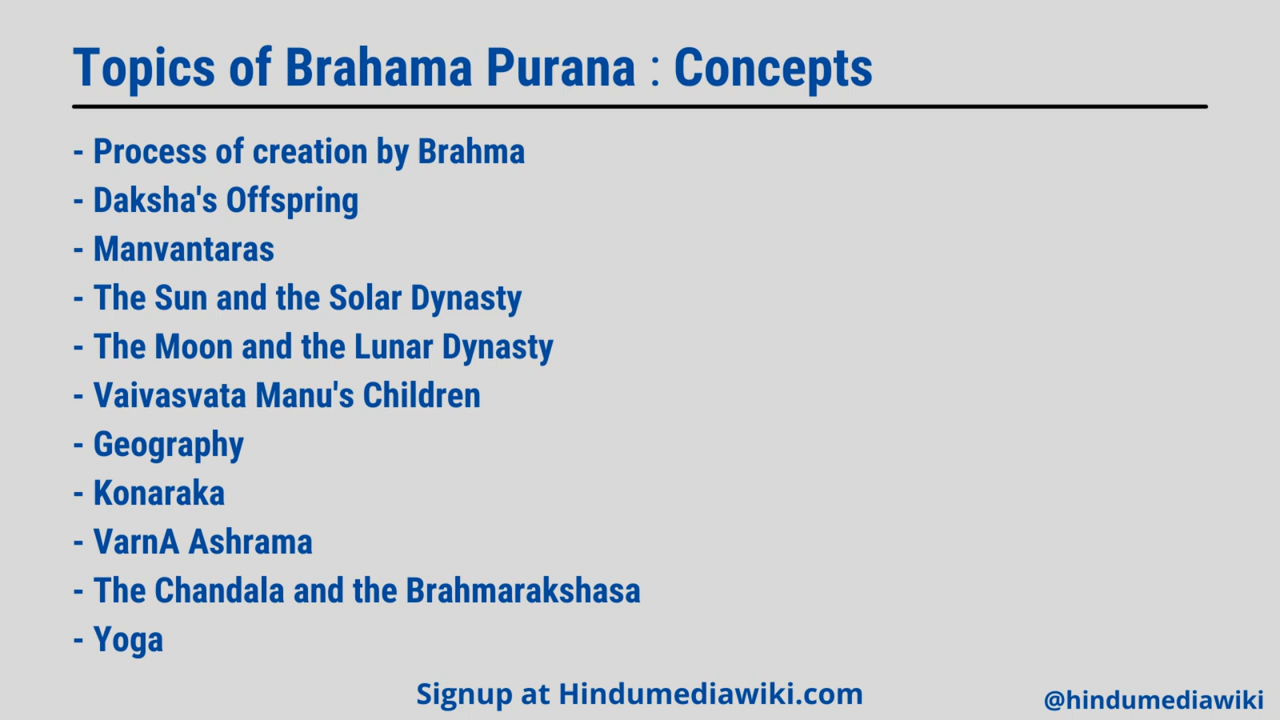 Topics of Brahama Purana : Concepts
- Process of creation by Brahma
- Daksha's Offspring
- Manvantaras
- The Sun and the Solar Dynasty
- The Moon and the Lunar Dynasty
- Vaivasvata Manu's Children
- Geography
- Konaraka
- VarnA Ashrama
- The Chandala and the Brahmarakshasa
- Yoga
Signup at Hindumediawiki.com
@hindumediawiki